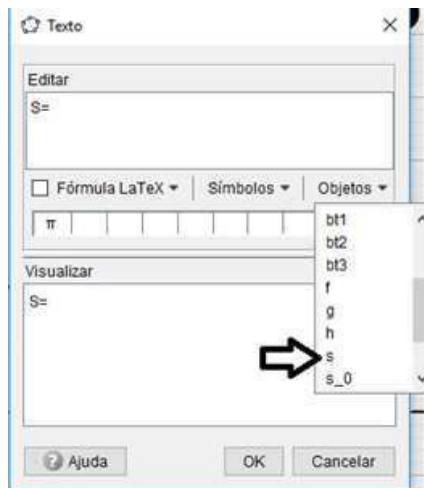 Texto
Editar
S=
Fórmula LaTeX Símbolos Objetos
π
bt1
bt2
bt3
f
g
h
s
s_0
Visualizar
S=
Ajuda OK Cancelar